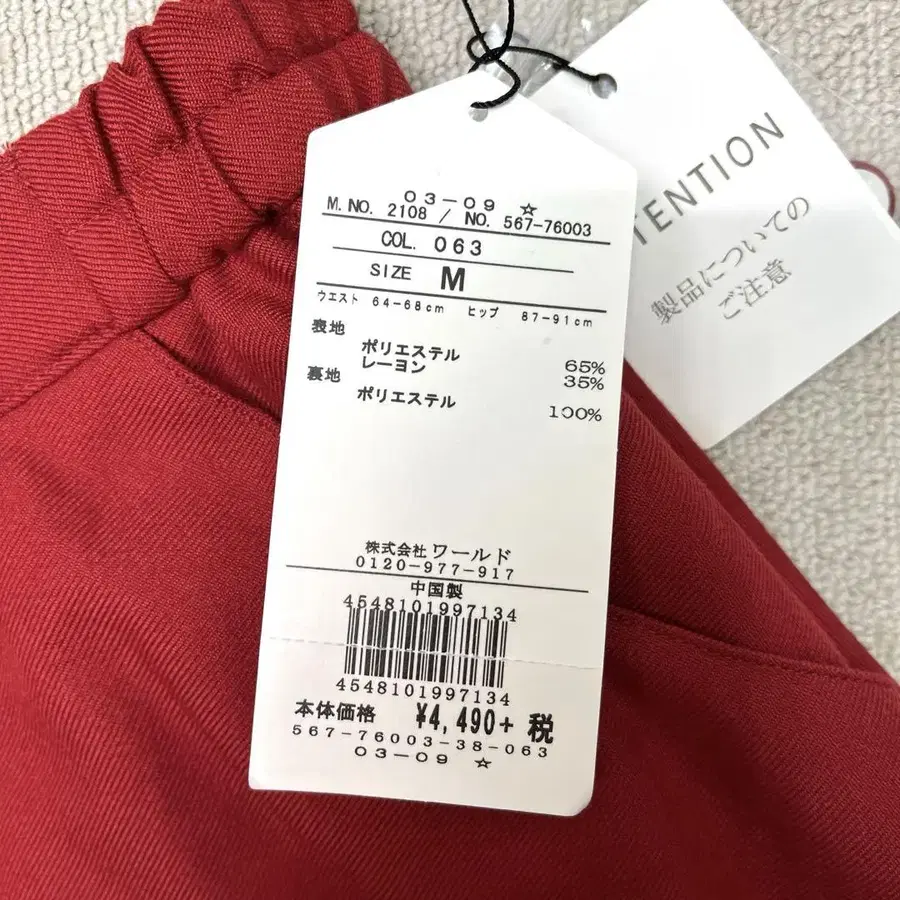 03-09 ☆
M. NO. 2108 / NO. 567-76003
COL. 063
SIZE M
ウエスト 64-68cm ヒップ 87-91cm
表地
ポリエステル 65%
レーヨン 35%
裏地
ポリエステル 100%
株式会社 ワールド
0120-977-917
中国製
4548101997134
4548101997134
本体価格 ¥4,490+ 税
567-76003-38-063
03-09 ☆
TENTION
製品についての
ご注意